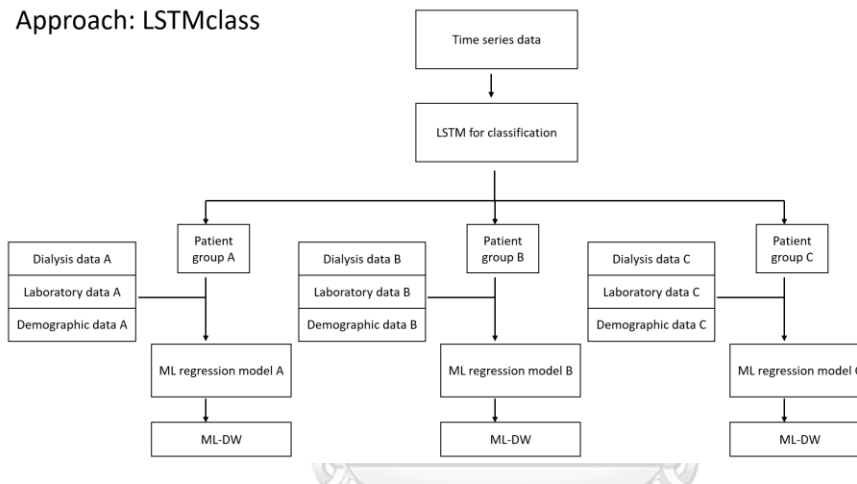 Approach: LSTMclass
Time series data
LSTM for classification
Patient
group A
Patient
group B
Patient
group C
Dialysis data A
Laboratory data A
Demographic data A
Dialysis data B
Laboratory data B
Demographic data B
Dialysis data C
Laboratory data C
Demographic data C
ML regression model A
ML regression model B
ML regression model C
ML-DW
ML-DW
ML-DW